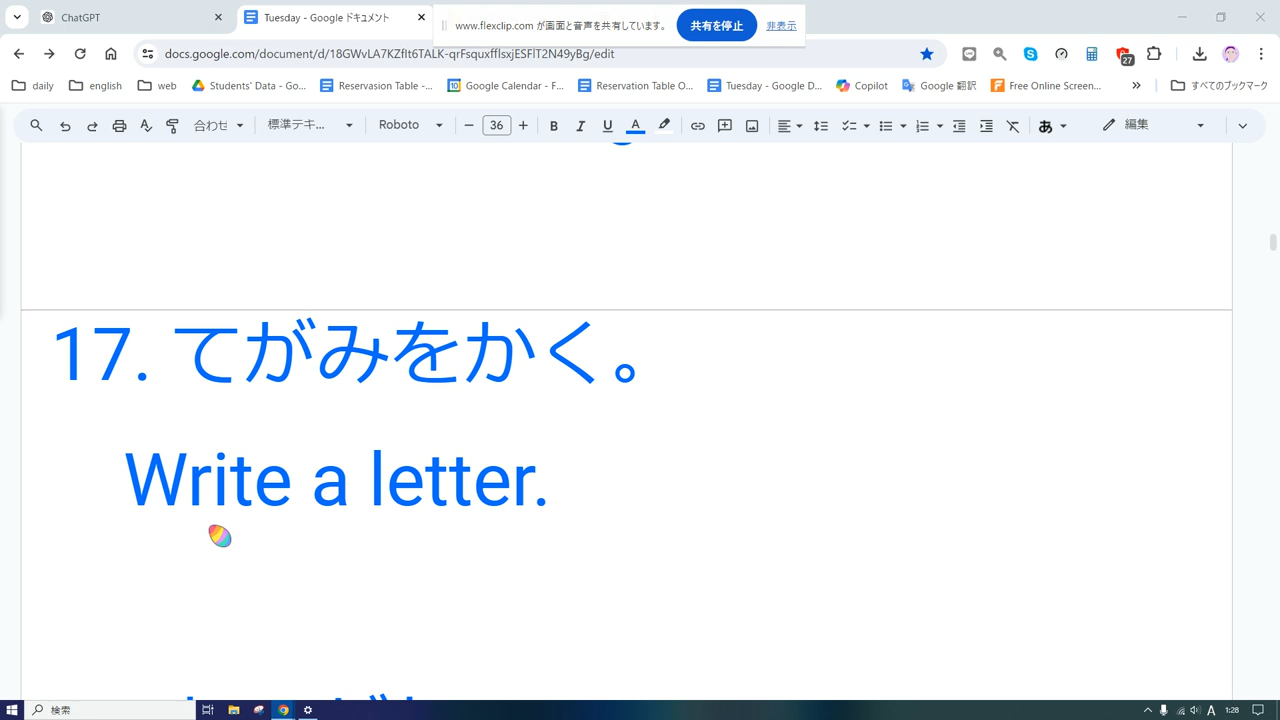 ChatGPT
Tuesday - Google ドキュメント
www.flexclip.com が画面と音声を共有しています。
共有を停止
非表示
docs.google.com/document/d/18GWvLA7KZflt6TALK-qrFsquxfflsxjESFlT2N49yBg/edit
27
daily
english
web
Students' Data - Go...
Reservasion Table -...
Google Calendar - F...
Reservation Table O...
Tuesday - Google D...
Copilot
Google 翻訳
Free Online Screen...
すべてのブックマーク
合わせ
標準テキ...
Roboto
36
編集
17. てがみをかく。
Write a letter.
検索
A
1:28